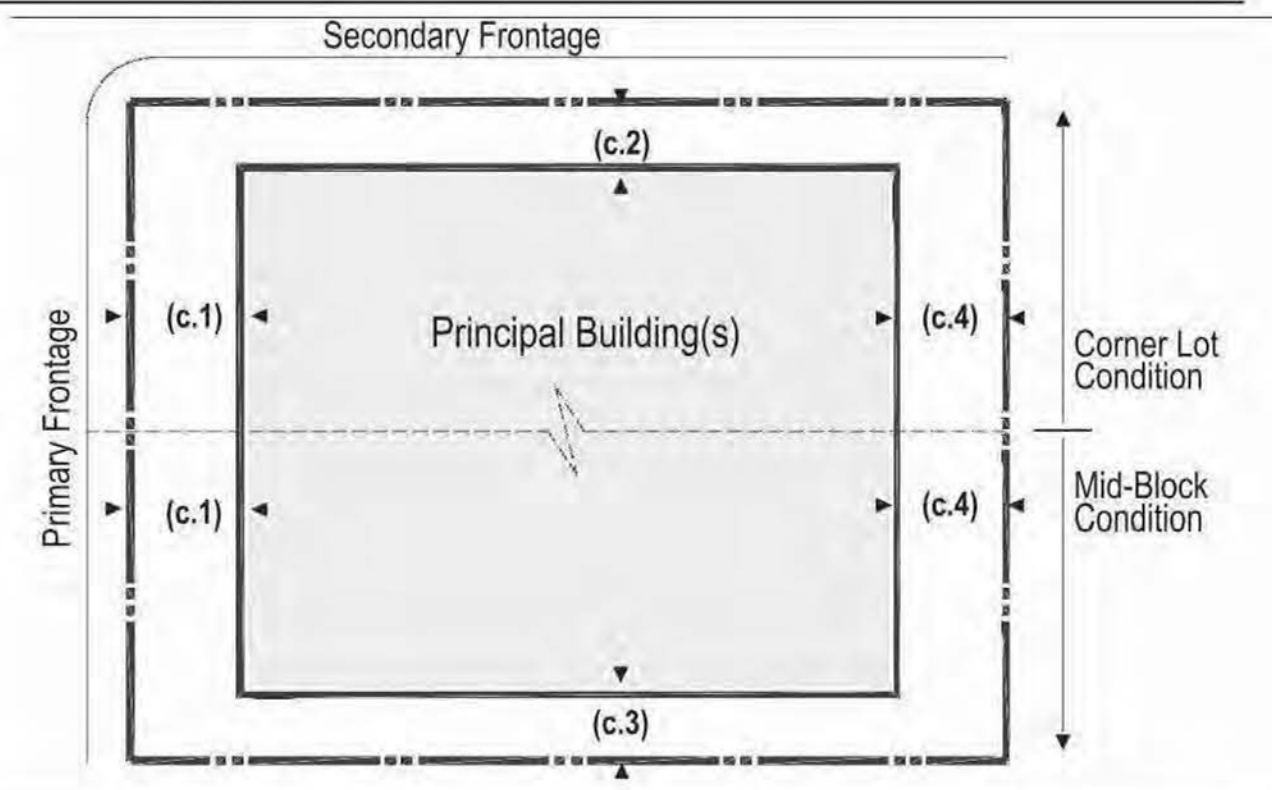 Secondary Frontage
(c.2)
Primary Frontage
(c.1)
Principal Building(s)
(c.4)
Corner Lot
Condition
(c.1)
(c.4)
Mid-Block
Condition
(c.3)